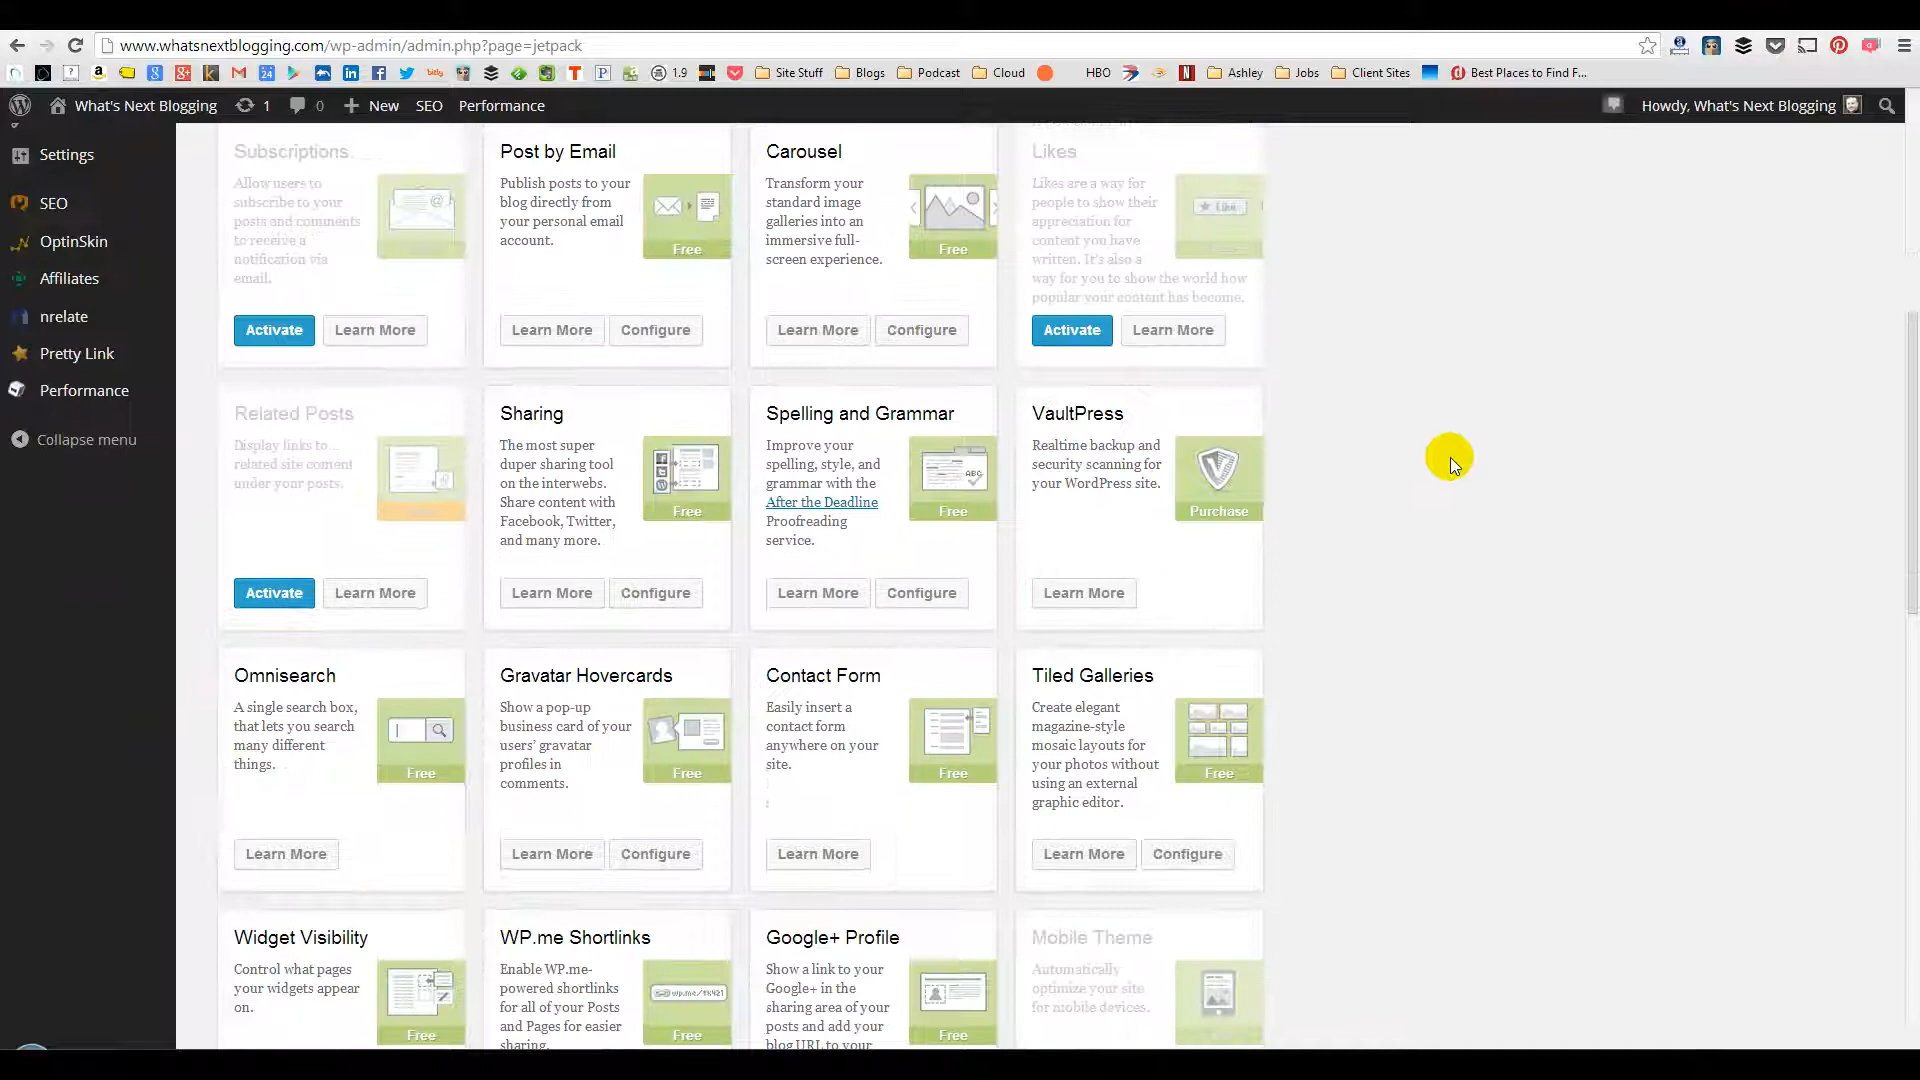 www.whatsnextblogging.com/wp-admin/admin.php?page=jetpack
bitly 1.9 Site Stuff Blogs Podcast Cloud HBO Ashley Jobs Client Sites Best Places to Find F...
What's Next Blogging 1 0 New SEO Performance Howdy, What's Next Blogging
Settings
SEO
OptinSkin
Affiliates
nrelate
Pretty Link
Performance
Collapse menu
Subscriptions
Allow users to
subscribe to your
posts and comments
to receive a
notification via
email.
Activate Learn More
Post by Email
Publish posts to your
blog directly from
your personal email
account.
Free
Learn More Configure
Carousel
Transform your
standard image
galleries into an
immersive full-
screen experience.
Free
Learn More Configure
Likes
Likes are a way for
people to show their
appreciation for
content you have
written. It's also a
way for you to show the world how
popular your content has become.
Like
Activate Learn More
Related Posts
Display links to
related site content
under your posts.
Activate Learn More
Sharing
The most super
duper sharing tool
on the interwebs.
Share content with
Facebook, Twitter,
and many more.
Free
Learn More Configure
Spelling and Grammar
Improve your
spelling, style, and
grammar with the
After the Deadline
Proofreading
service.
ABC
Free
Learn More Configure
VaultPress
Realtime backup and
security scanning for
your WordPress site.
Purchase
Learn More
Omnisearch
A single search box,
that lets you search
many different
things.
Free
Learn More
Gravatar Hovercards
Show a pop-up
business card of your
users' gravatar
profiles in
comments.
Free
Learn More Configure
Contact Form
Easily insert a
contact form
anywhere on your
site.
Free
Learn More
Tiled Galleries
Create elegant
magazine-style
mosaic layouts for
your photos without
using an external
graphic editor.
Free
Learn More Configure
Widget Visibility
Control what pages
your widgets appear
on.
Free
WP.me Shortlinks
Enable WP.me-
powered shortlinks
for all of your Posts
and Pages for easier
sharing.
Free
Google+ Profile
Show a link to your
Google+ in the
sharing area of your
posts and add your
blog URL to your
Free
Mobile Theme
Automatically
optimize your site
for mobile devices.